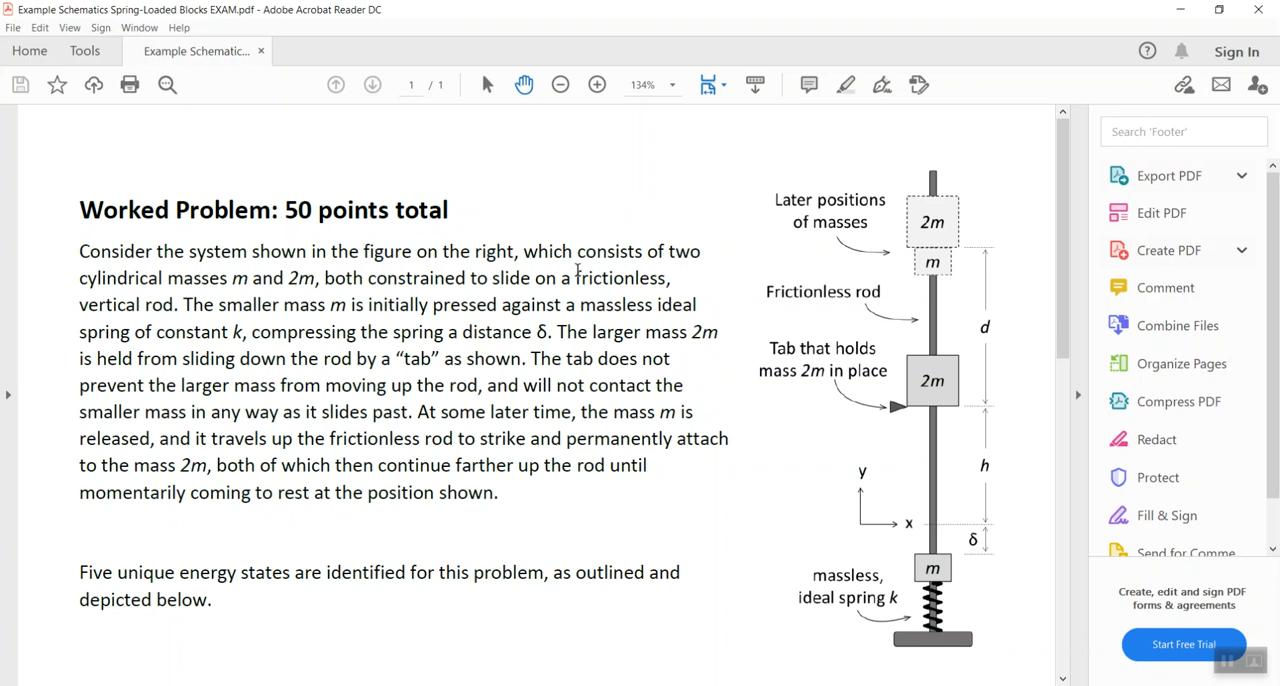 Example Schematics Spring-Loaded Blocks EXAM.pdf - Adobe Acrobat Reader DC
File Edit View Sign Window Help
Home Tools Example Schematic... × Sign In
1 / 1 134%
Search 'Footer'
Export PDF
Edit PDF
Create PDF
Comment
Combine Files
Organize Pages
Compress PDF
Redact
Protect
Fill & Sign
Send for Comme
Create, edit and sign PDF
forms & agreements
Start Free Trial
Worked Problem: 50 points total
Consider the system shown in the figure on the right, which consists of two
cylindrical masses m and 2m, both constrained to slide on a frictionless,
vertical rod. The smaller mass m is initially pressed against a massless ideal
spring of constant k, compressing the spring a distance δ. The larger mass 2m
is held from sliding down the rod by a “tab” as shown. The tab does not
prevent the larger mass from moving up the rod, and will not contact the
smaller mass in any way as it slides past. At some later time, the mass m is
released, and it travels up the frictionless rod to strike and permanently attach
to the mass 2m, both of which then continue farther up the rod until
momentarily coming to rest at the position shown.
Five unique energy states are identified for this problem, as outlined and
depicted below.
Later positions
of masses
2m
m
Frictionless rod
d
Tab that holds
mass 2m in place
2m
h
y
x
δ
m
massless,
ideal spring k